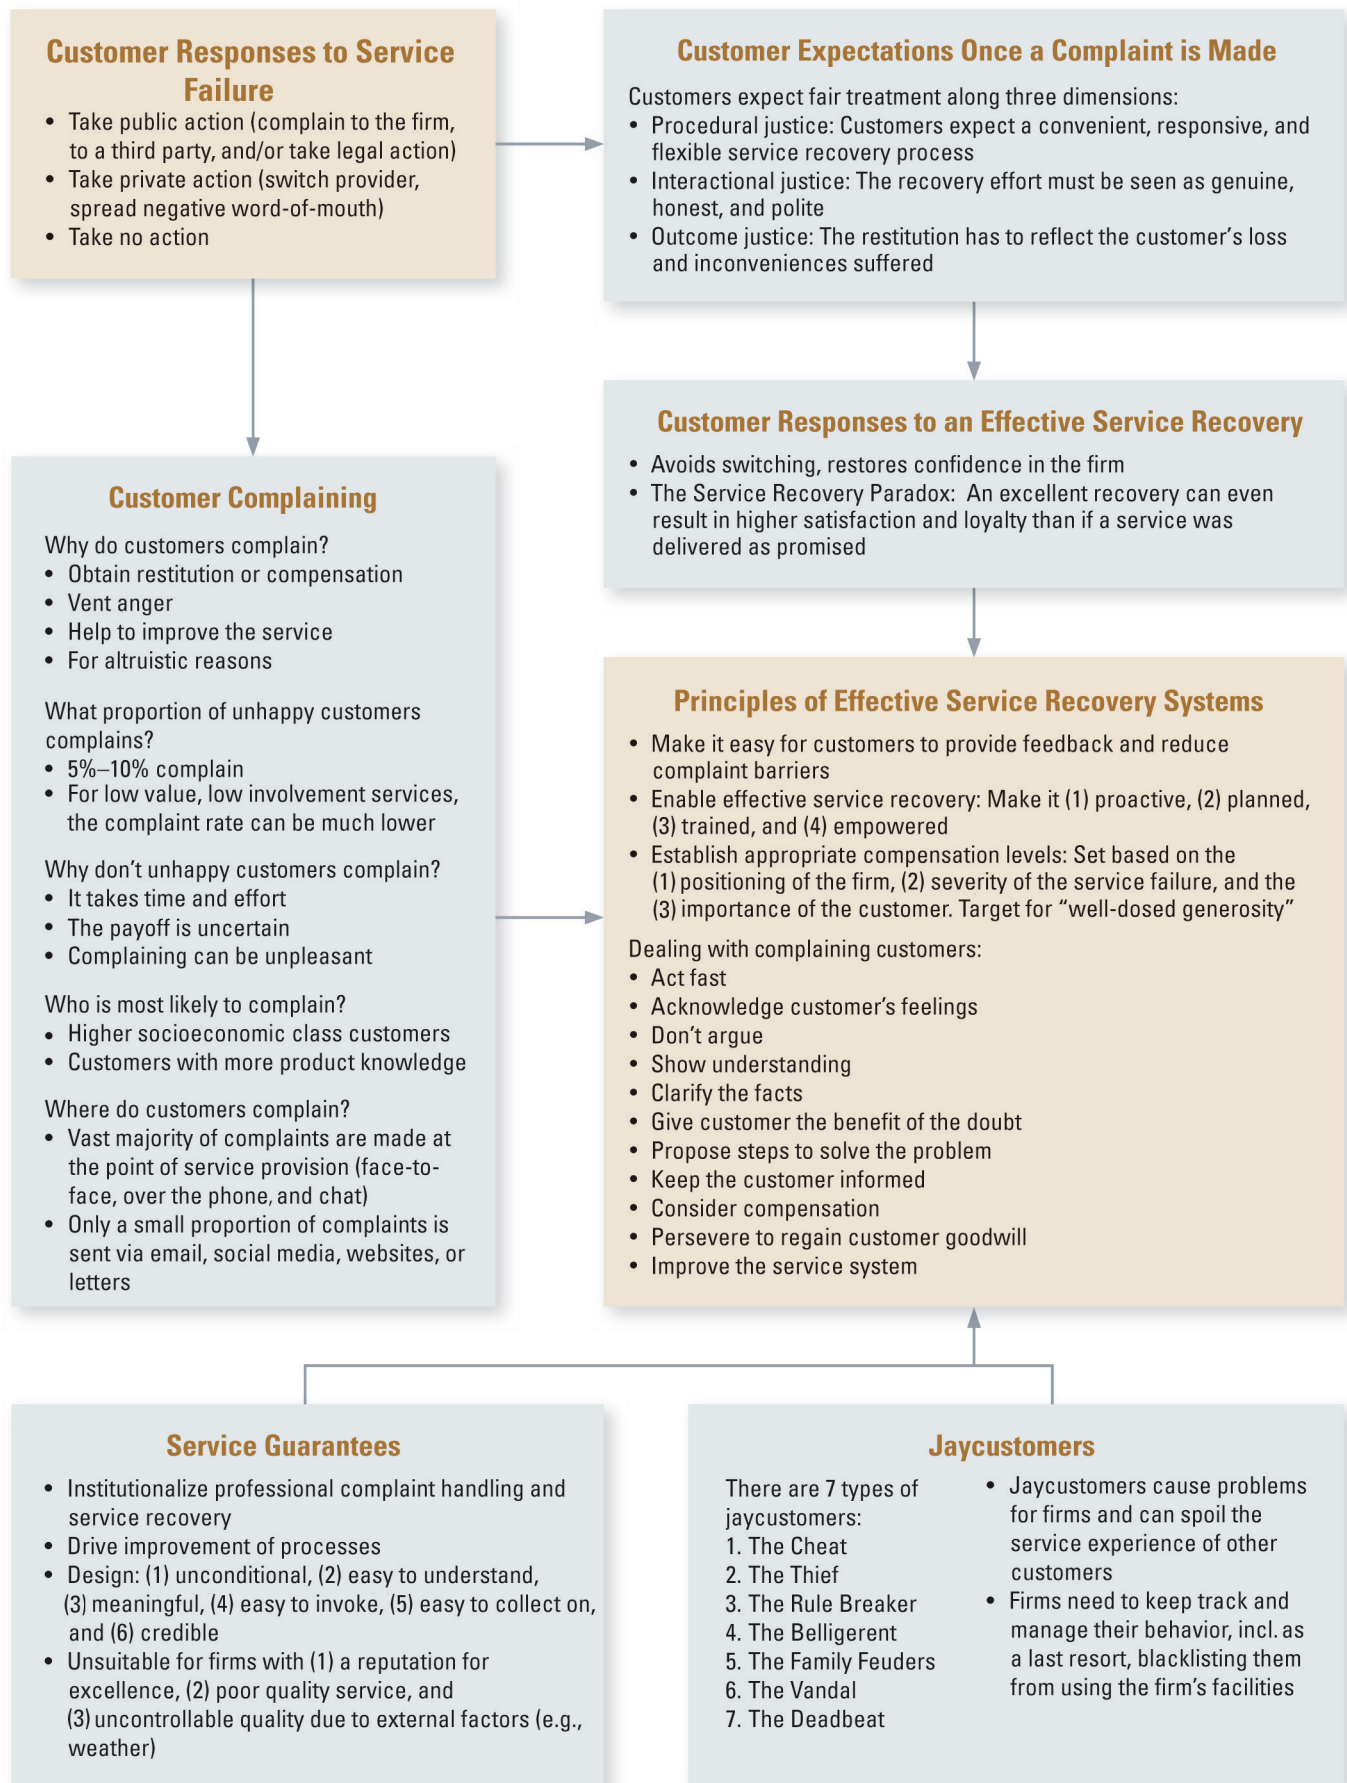 Customer Responses to Service
Failure
• Take public action (complain to the firm,
to a third party, and/or take legal action)
• Take private action (switch provider,
spread negative word-of-mouth)
• Take no action
Customer Expectations Once a Complaint is Made
Customers expect fair treatment along three dimensions:
• Procedural justice: Customers expect a convenient, responsive, and
flexible service recovery process
• Interactional justice: The recovery effort must be seen as genuine,
honest, and polite
• Outcome justice: The restitution has to reflect the customer’s loss
and inconveniences suffered
Customer Responses to an Effective Service Recovery
• Avoids switching, restores confidence in the firm
• The Service Recovery Paradox: An excellent recovery can even
result in higher satisfaction and loyalty than if a service was
delivered as promised
Customer Complaining
Why do customers complain?
• Obtain restitution or compensation
• Vent anger
• Help to improve the service
• For altruistic reasons
What proportion of unhappy customers
complains?
• 5%–10% complain
• For low value, low involvement services,
the complaint rate can be much lower
Why don’t unhappy customers complain?
• It takes time and effort
• The payoff is uncertain
• Complaining can be unpleasant
Who is most likely to complain?
• Higher socioeconomic class customers
• Customers with more product knowledge
Where do customers complain?
• Vast majority of complaints are made at
the point of service provision (face-to-
face, over the phone, and chat)
• Only a small proportion of complaints is
sent via email, social media, websites, or
letters
Principles of Effective Service Recovery Systems
• Make it easy for customers to provide feedback and reduce
complaint barriers
• Enable effective service recovery: Make it (1) proactive, (2) planned,
(3) trained, and (4) empowered
• Establish appropriate compensation levels: Set based on the
(1) positioning of the firm, (2) severity of the service failure, and the
(3) importance of the customer. Target for “well-dosed generosity”
Dealing with complaining customers:
• Act fast
• Acknowledge customer’s feelings
• Don’t argue
• Show understanding
• Clarify the facts
• Give customer the benefit of the doubt
• Propose steps to solve the problem
• Keep the customer informed
• Consider compensation
• Persevere to regain customer goodwill
• Improve the service system
Service Guarantees
• Institutionalize professional complaint handling and
service recovery
• Drive improvement of processes
• Design: (1) unconditional, (2) easy to understand,
(3) meaningful, (4) easy to invoke, (5) easy to collect on,
and (6) credible
• Unsuitable for firms with (1) a reputation for
excellence, (2) poor quality service, and
(3) uncontrollable quality due to external factors (e.g.,
weather)
Jaycustomers
There are 7 types of
jaycustomers:
1. The Cheat
2. The Thief
3. The Rule Breaker
4. The Belligerent
5. The Family Feuders
6. The Vandal
7. The Deadbeat
• Jaycustomers cause problems
for firms and can spoil the
service experience of other
customers
• Firms need to keep track and
manage their behavior, incl. as
a last resort, blacklisting them
from using the firm’s facilities